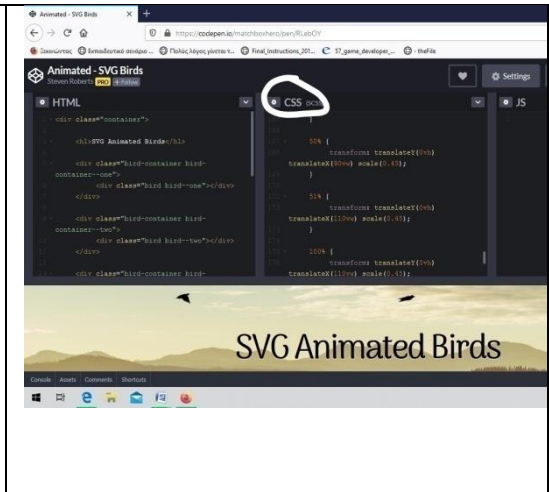 Animated - SVG Birds
https://codepen.io/matchboxhero/pen/RLebOY
Ξεκινώντας
Εκπαιδευτικό σενάριο ...
Πολύς λόγος γίνεται τ...
Final_Instructions_201...
57_game_developer_...
theFile
Animated - SVG Birds
Steven Roberts PRO + Follow
Settings
HTML
<div class="container">
<h1>SVG Animated Birds</h1>
<div class="bird-container bird-
container--one">
<div class="bird bird--one"></div>
</div>
<div class="bird-container bird-
container--two">
<div class="bird bird--two"></div>
</div>
<div class="bird-container bird-
CSS (SCSS)
}
50% {
transform: translateY(0vh)
translateX(90vw) scale(0.45);
}
51% {
transform: translateY(0vh)
translateX(110vw) scale(0.45);
}
100% {
transform: translateY(0vh)
translateX(110vw) scale(0.45);
JS
SVG Animated Birds
Console Assets Comments Shortcuts